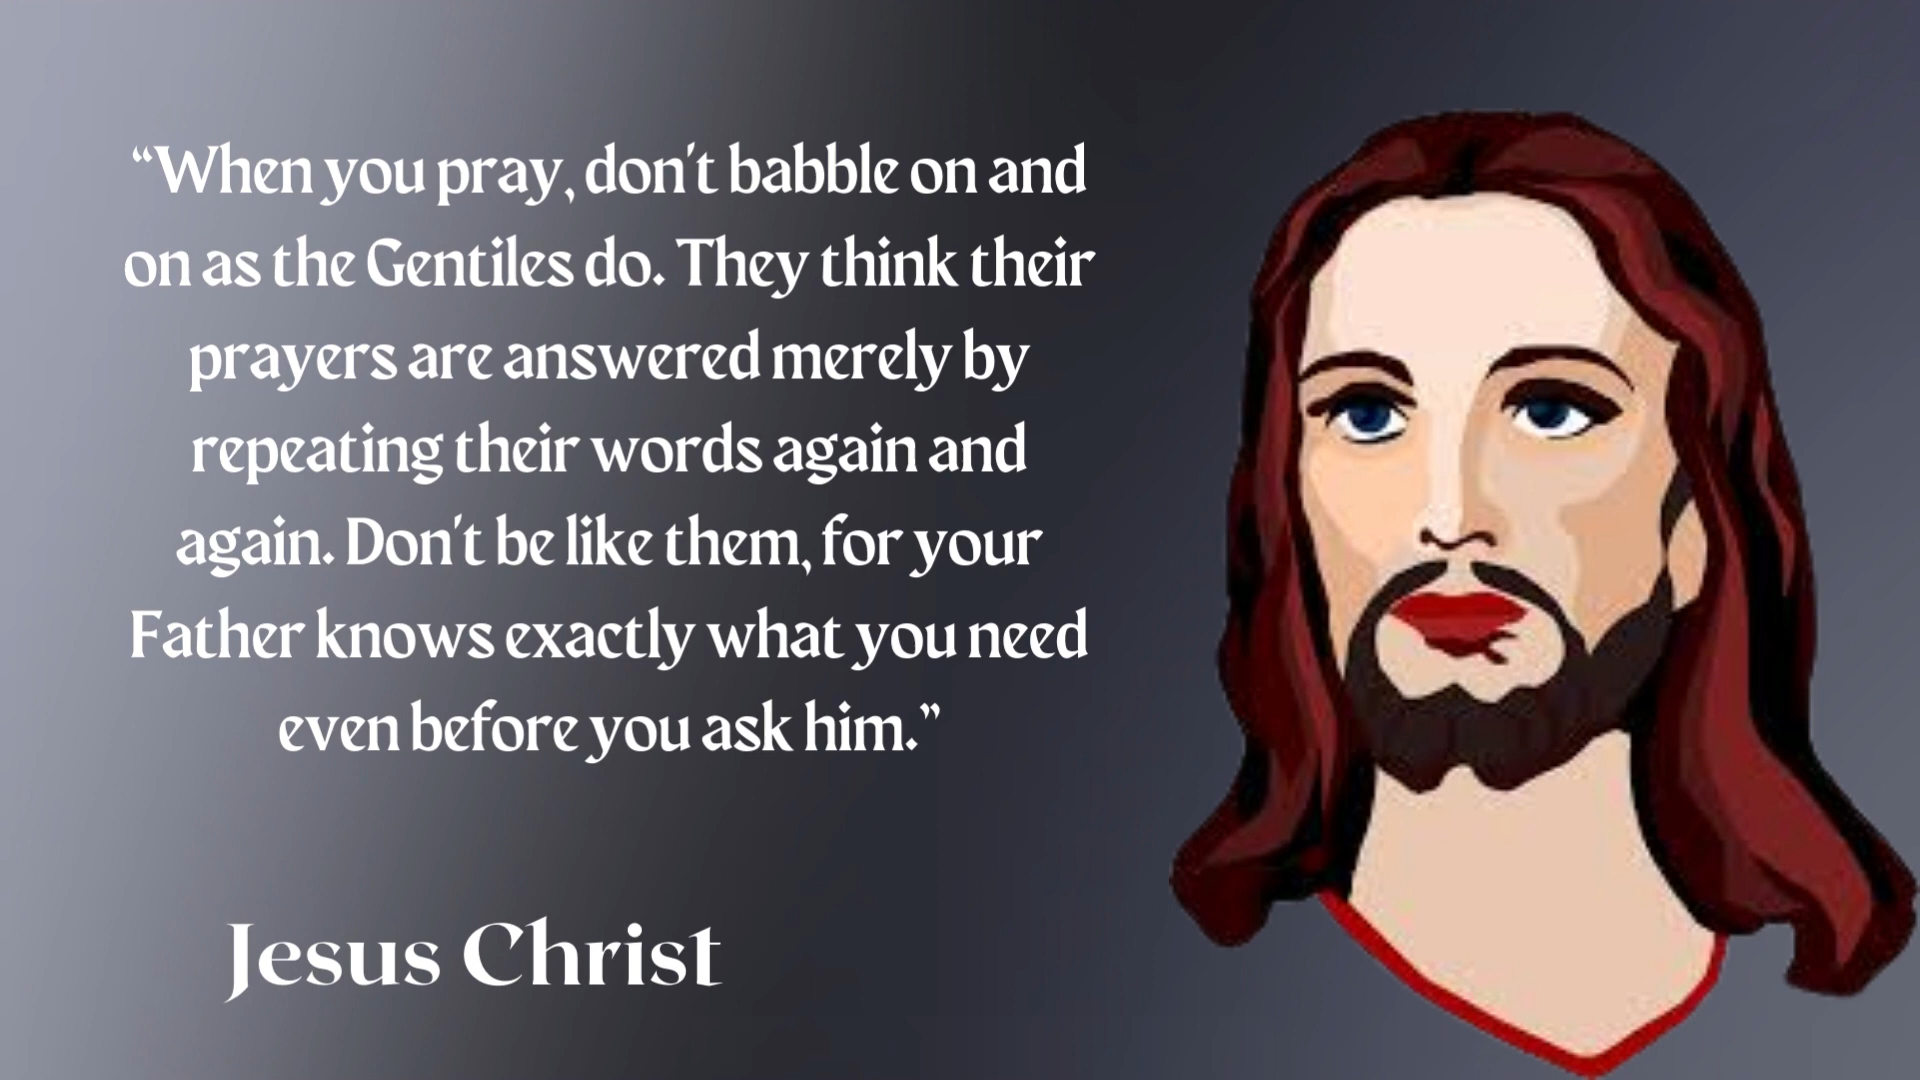 “When you pray, don't babble on and
on as the Gentiles do. They think their
prayers are answered merely by
repeating their words again and
again. Don't be like them, for your
Father knows exactly what you need
even before you ask him.”
Jesus Christ